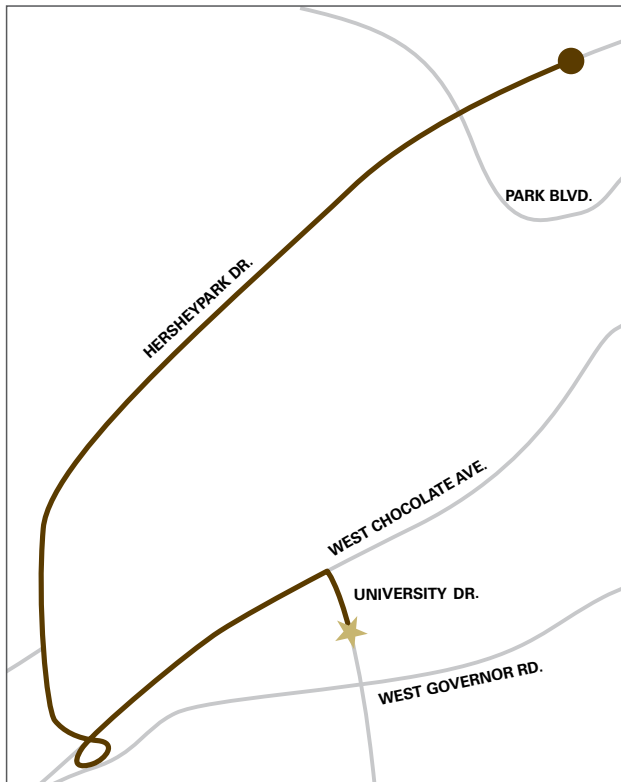 PARK BLVD.
HERSHEYPARK DR.
WEST CHOCOLATE AVE.
UNIVERSITY DR.
WEST GOVERNOR RD.